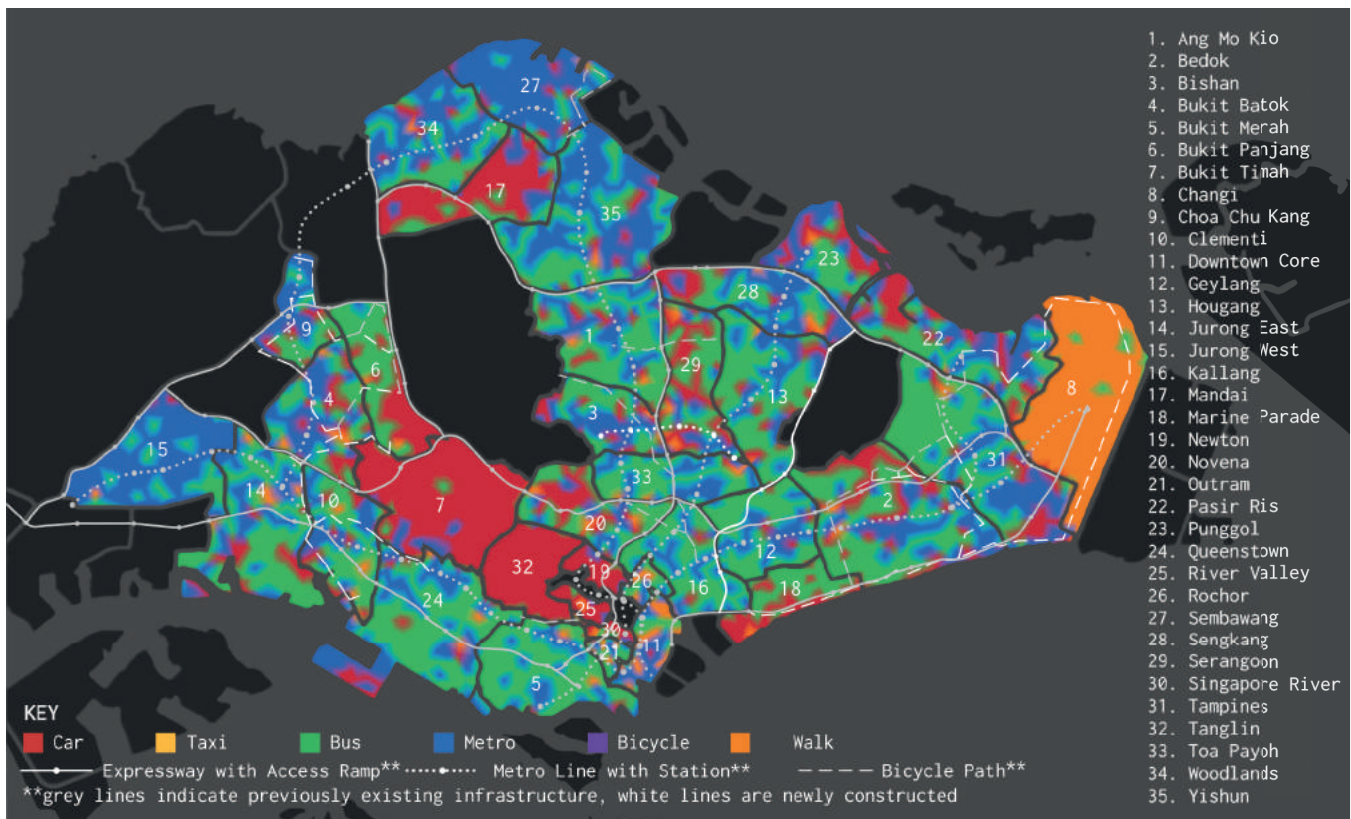 1. Ang Mo Kio
2. Bedok
3. Bishan
4. Bukit Batok
5. Bukit Merah
6. Bukit Panjang
7. Bukit Timah
8. Changi
9. Choa Chu Kang
10. Clementi
11. Downtown Core
12. Geylang
13. Hougang
14. Jurong East
15. Jurong West
16. Kallang
17. Mandai
18. Marine Parade
19. Newton
20. Novena
21. Outram
22. Pasir Ris
23. Punggol
24. Queenstown
25. River Valley
26. Rochor
27. Sembawang
28. Sengkang
29. Serangoon
30. Singapore River
31. Tampines
32. Tanglin
33. Toa Payoh
34. Woodlands
35. Yishun
27
34
17
35
23
28
1
9
22
6
29
8
4
13
3
15
31
33
14
10
7
2
20
12
32
19
26
16
18
24
25
30
11
21
5
KEY
Car Taxi Bus Metro Bicycle Walk
Expressway with Access Ramp** Metro Line with Station** Bicycle Path**
**grey lines indicate previously existing infrastructure, white lines are newly constructed